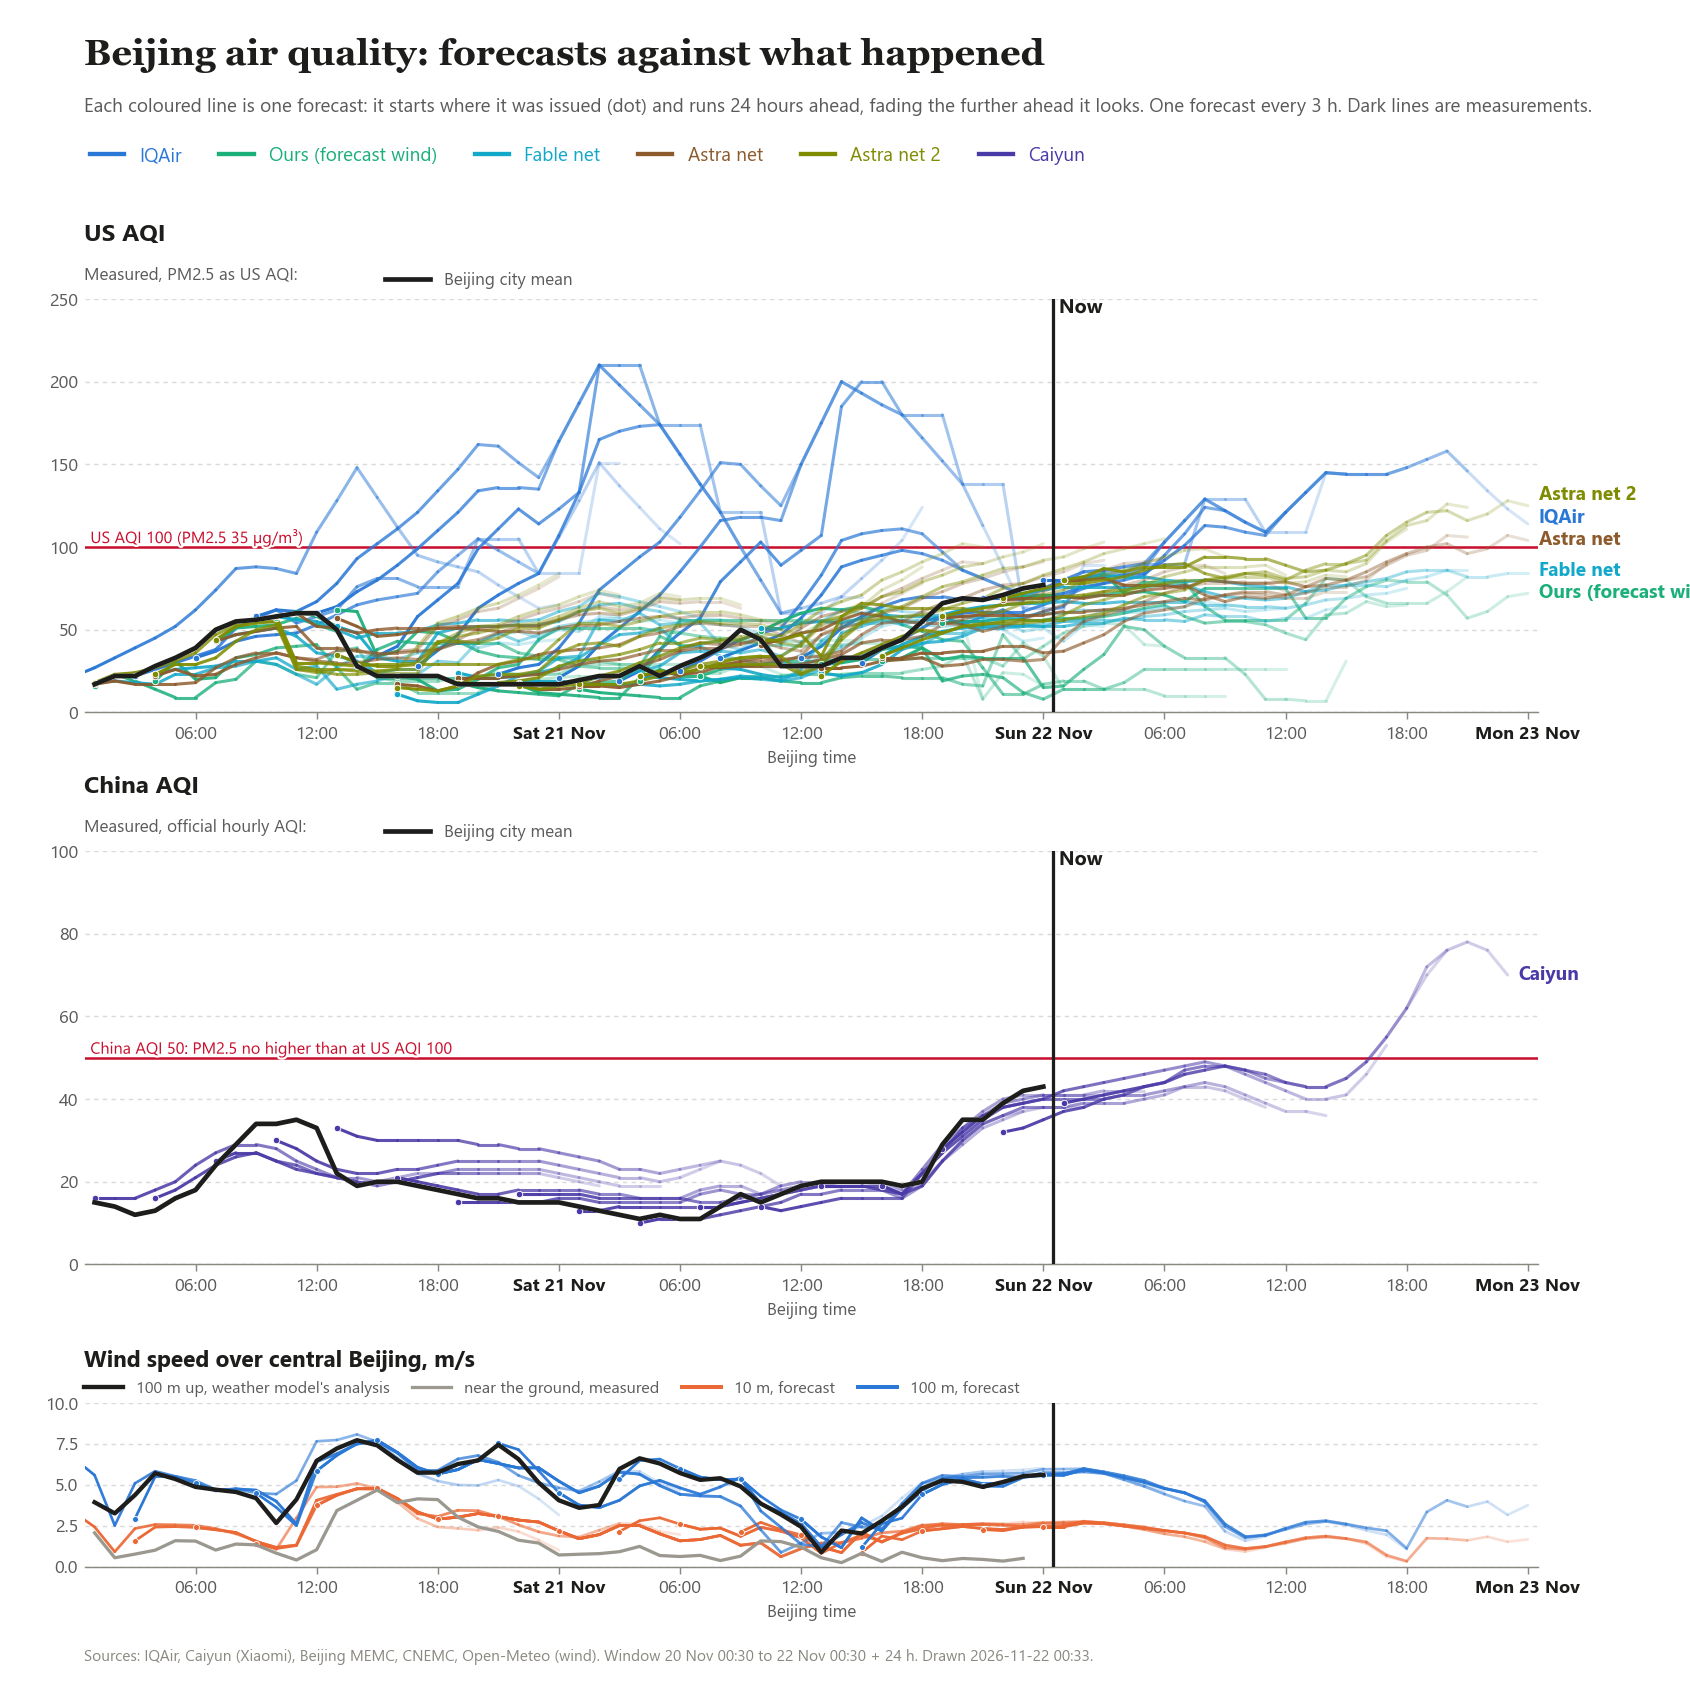 Beijing air quality: forecasts against what happened
Each coloured line is one forecast: it starts where it was issued (dot) and runs 24 hours ahead, fading the further ahead it looks. One forecast every 3 h. Dark lines are measurements.
IQAir Ours (forecast wind) Fable net Astra net Astra net 2 Caiyun
US AQI
Measured, PM2.5 as US AQI: Beijing city mean
250
Now
200
150
Astra net 2
IQAir
US AQI 100 (PM2.5 35 µg/m³)
100
Astra net
Fable net
Ours (forecast wi
50
0
06:00 12:00 18:00 Sat 21 Nov 06:00 12:00 18:00 Sun 22 Nov 06:00 12:00 18:00 Mon 23 Nov
Beijing time
China AQI
Measured, official hourly AQI: Beijing city mean
100
Now
80
Caiyun
60
China AQI 50: PM2.5 no higher than at US AQI 100
40
20
0
06:00 12:00 18:00 Sat 21 Nov 06:00 12:00 18:00 Sun 22 Nov 06:00 12:00 18:00 Mon 23 Nov
Beijing time
Wind speed over central Beijing, m/s
100 m up, weather model's analysis near the ground, measured 10 m, forecast 100 m, forecast
10.0
7.5
5.0
2.5
0.0
06:00 12:00 18:00 Sat 21 Nov 06:00 12:00 18:00 Sun 22 Nov 06:00 12:00 18:00 Mon 23 Nov
Beijing time
Sources: IQAir, Caiyun (Xiaomi), Beijing MEMC, CNEMC, Open-Meteo (wind). Window 20 Nov 00:30 to 22 Nov 00:30 + 24 h. Drawn 2026-11-22 00:33.